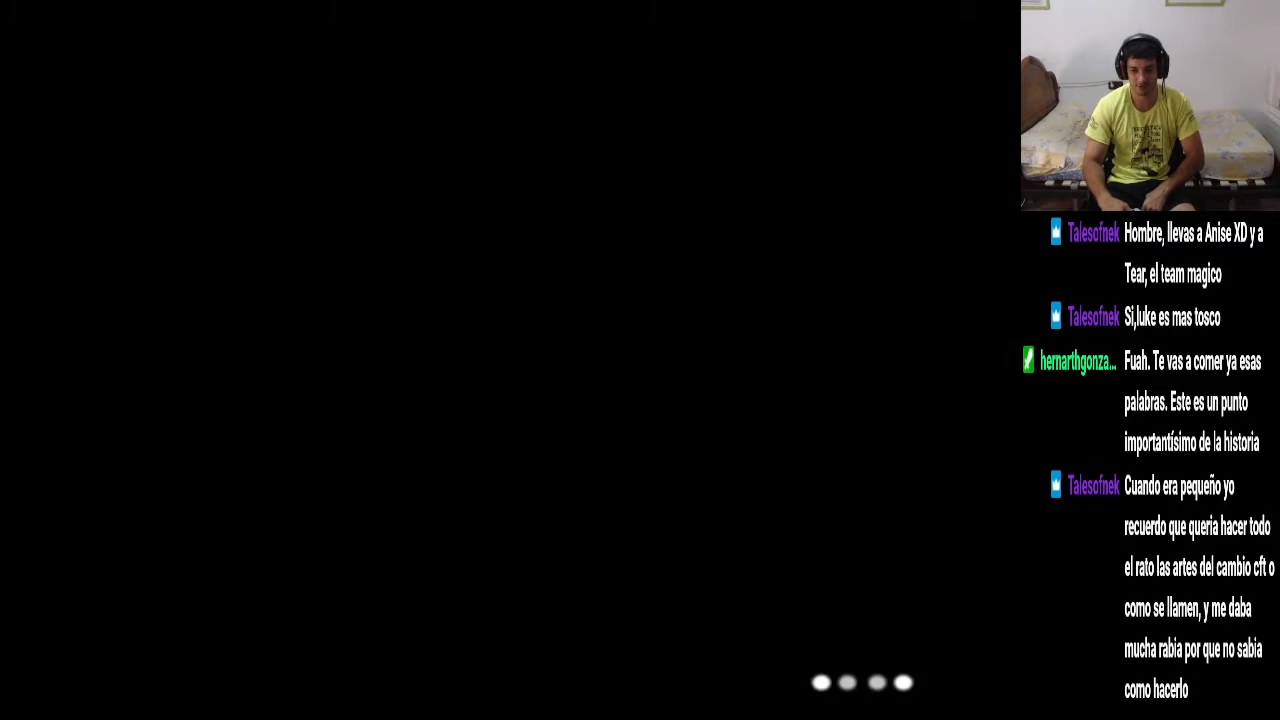 Talesofnek Hombre, llevas a Anise XD y a
Tear, el team magico
Talesofnek Si,luke es mas tosco
hernarthgonza... Fuah. Te vas a comer ya esas
palabras. Este es un punto
importantísimo de la historia
Talesofnek Cuando era pequeño yo
recuerdo que queria hacer todo
el rato las artes del cambio cft o
como se llamen, y me daba
mucha rabia por que no sabia
como hacerlo